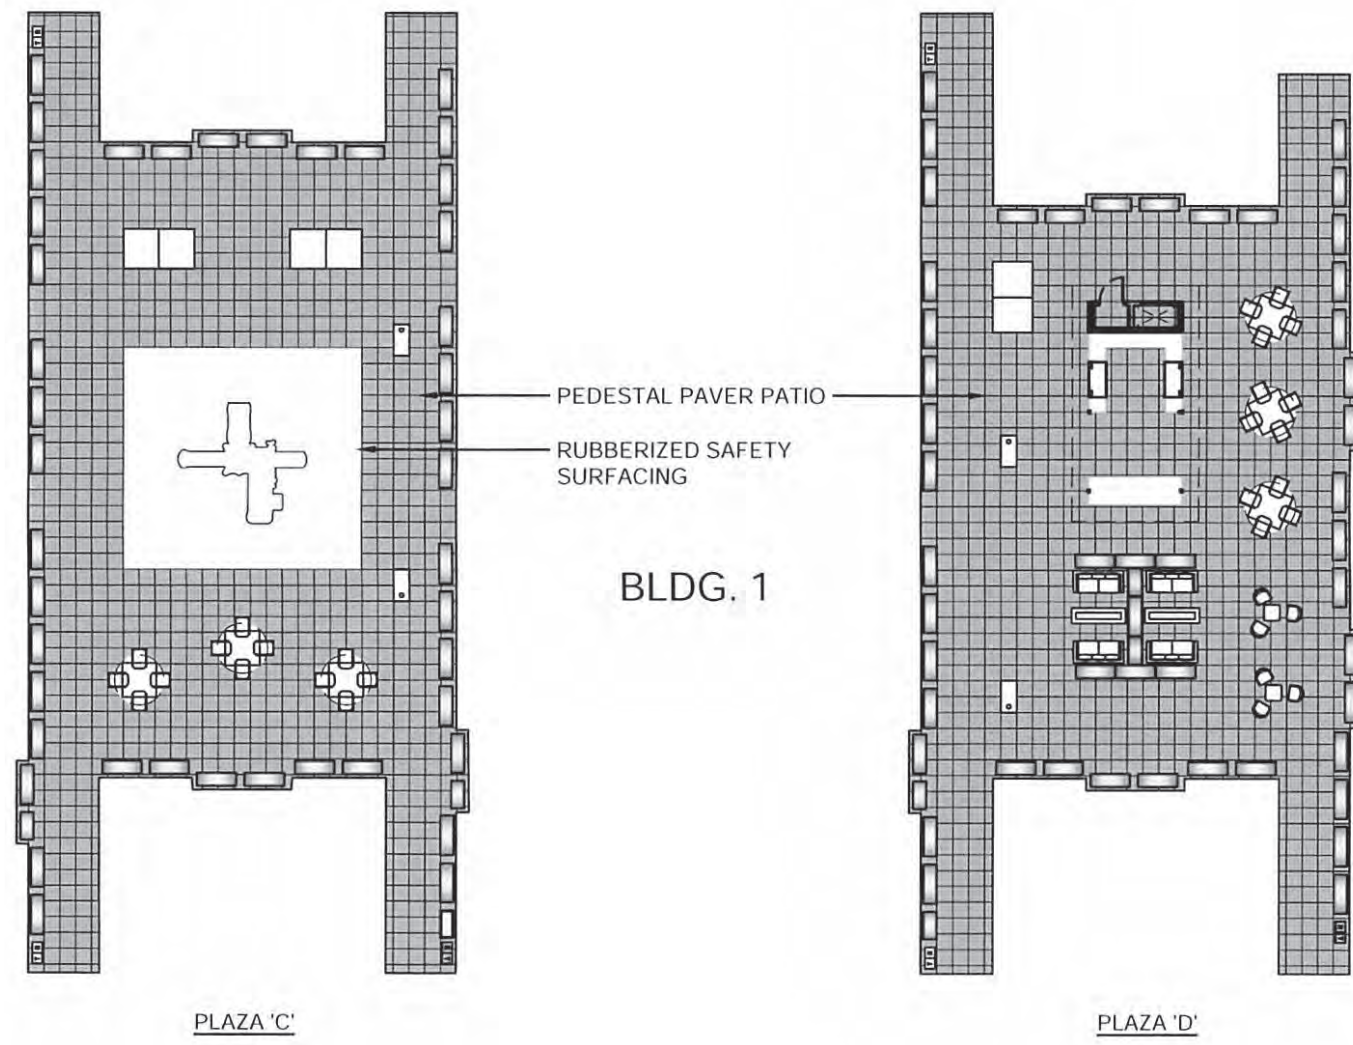 PEDESTAL PAVER PATIO
RUBBERIZED SAFETY
SURFACING
BLDG. 1
PLAZA 'C'
PLAZA 'D'